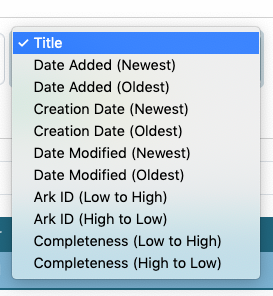 ✓ Title
Date Added (Newest)
Date Added (Oldest)
Creation Date (Newest)
Creation Date (Oldest)
Date Modified (Newest)
Date Modified (Oldest)
Ark ID (Low to High)
Ark ID (High to Low)
Completeness (Low to High)
Completeness (High to Low)